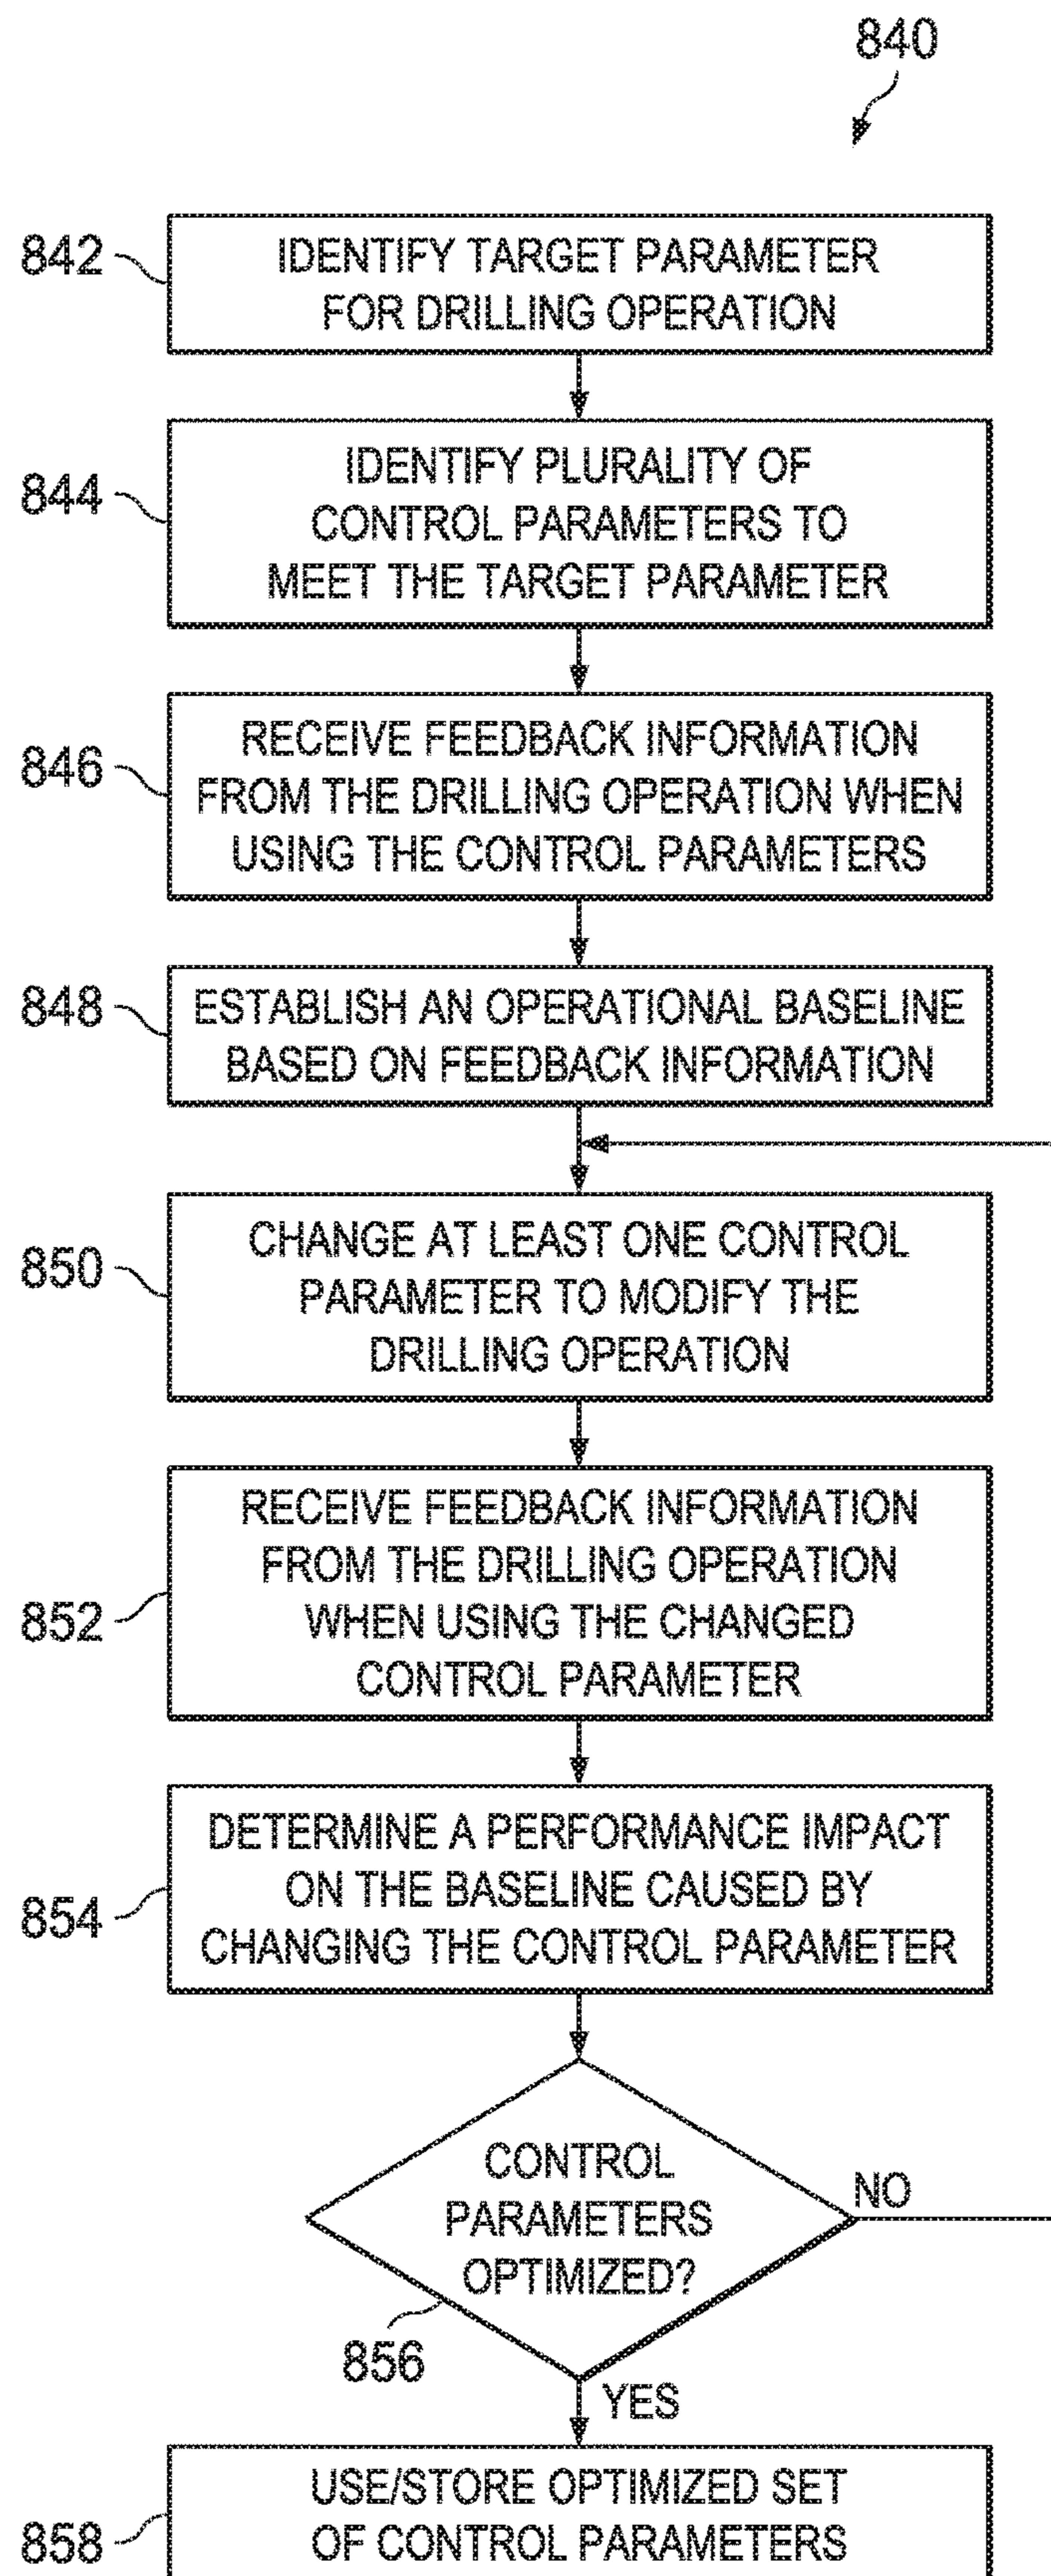 840
842
IDENTIFY TARGET PARAMETER
FOR DRILLING OPERATION
844
IDENTIFY PLURALITY OF
CONTROL PARAMETERS TO
MEET THE TARGET PARAMETER
846
RECEIVE FEEDBACK INFORMATION
FROM THE DRILLING OPERATION WHEN
USING THE CONTROL PARAMETERS
848
ESTABLISH AN OPERATIONAL BASELINE
BASED ON FEEDBACK INFORMATION
850
CHANGE AT LEAST ONE CONTROL
PARAMETER TO MODIFY THE
DRILLING OPERATION
852
RECEIVE FEEDBACK INFORMATION
FROM THE DRILLING OPERATION
WHEN USING THE CHANGED
CONTROL PARAMETER
854
DETERMINE A PERFORMANCE IMPACT
ON THE BASELINE CAUSED BY
CHANGING THE CONTROL PARAMETER
CONTROL
PARAMETERS
OPTIMIZED?
NO
856
YES
858
USE/STORE OPTIMIZED SET
OF CONTROL PARAMETERS